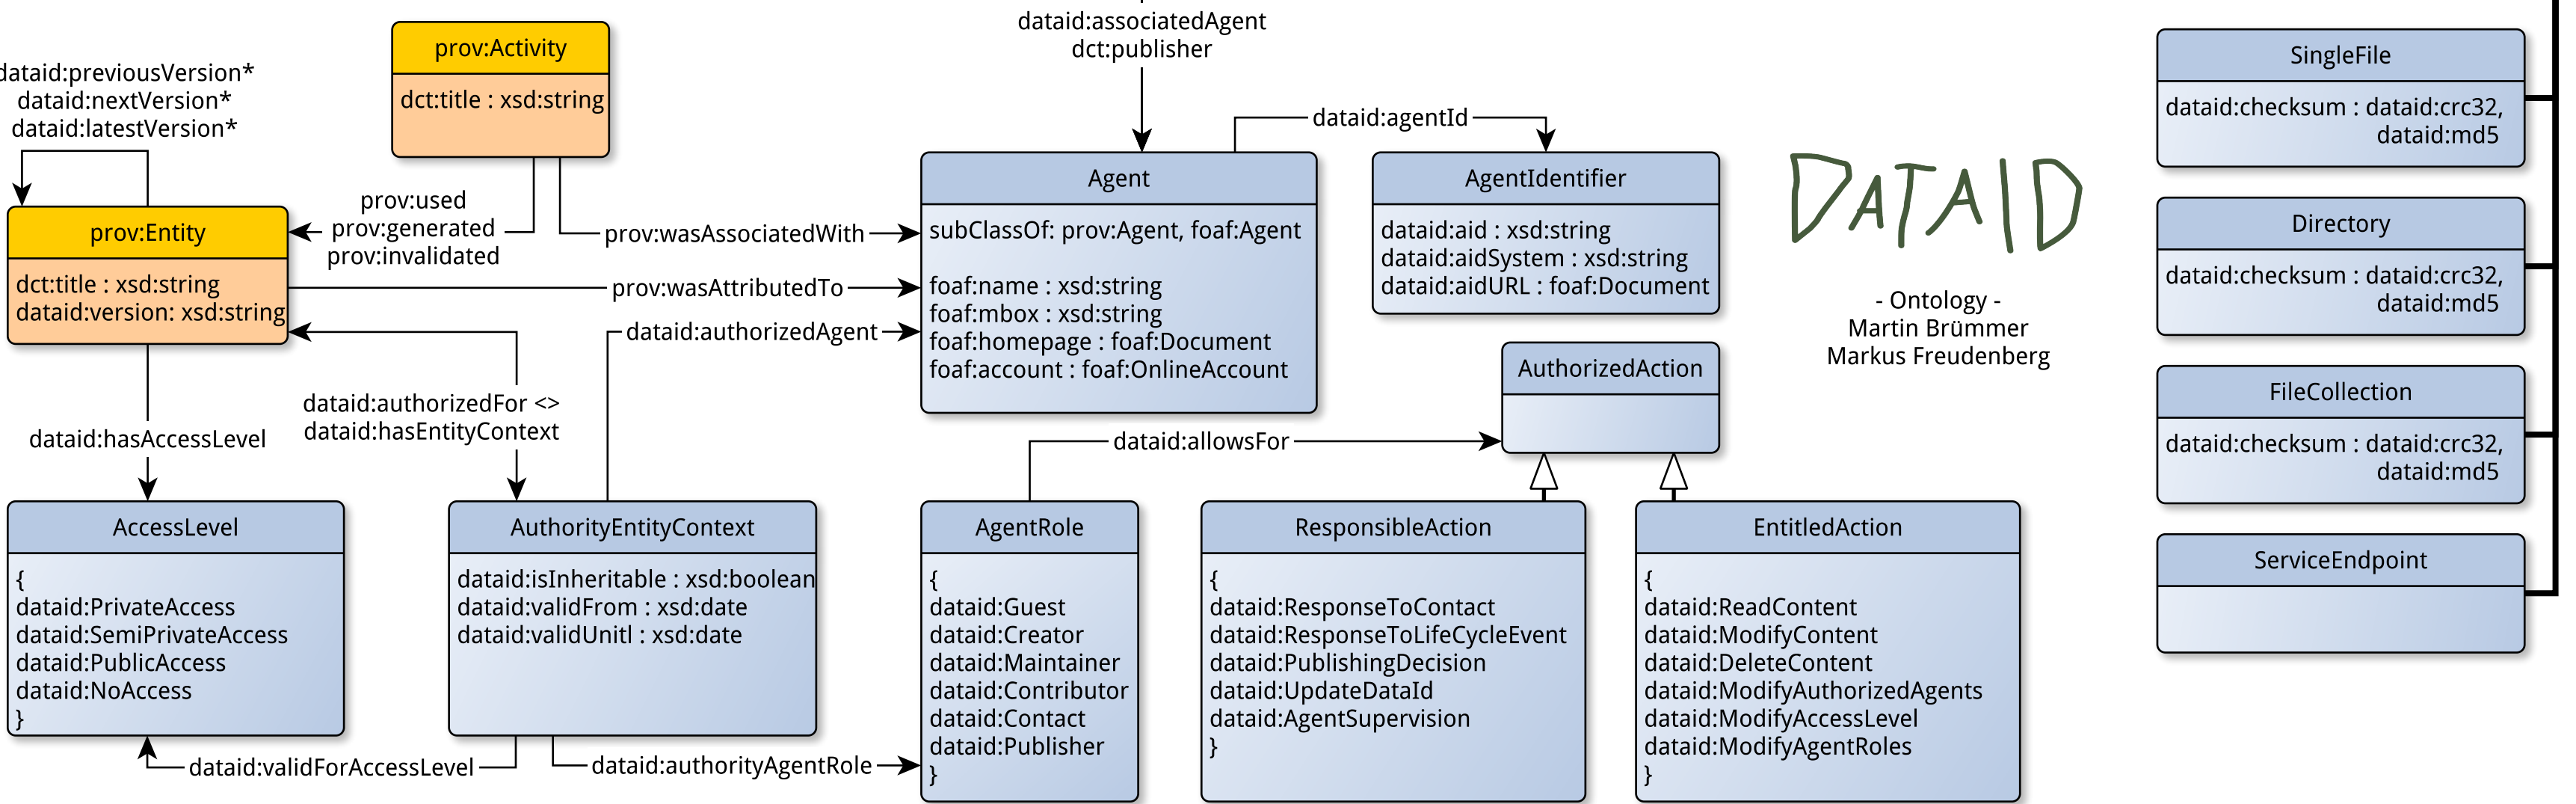 dataid:associatedAgent
dct:publisher
prov:Activity
dct:title : xsd:string
dataid:previousVersion*
dataid:nextVersion*
dataid:latestVersion*
prov:used
prov:generated
prov:invalidated
prov:Entity
dct:title : xsd:string
dataid:version: xsd:string
prov:wasAssociatedWith
prov:wasAttributedTo
dataid:authorizedAgent
dataid:agentId
Agent
subClassOf: prov:Agent, foaf:Agent
foaf:name : xsd:string
foaf:mbox : xsd:string
foaf:homepage : foaf:Document
foaf:account : foaf:OnlineAccount
AgentIdentifier
dataid:aid : xsd:string
dataid:aidSystem : xsd:string
dataid:aidURL : foaf:Document
DATAID
- Ontology -
Martin Brümmer
Markus Freudenberg
SingleFile
dataid:checksum : dataid:crc32,
dataid:md5
Directory
dataid:checksum : dataid:crc32,
dataid:md5
FileCollection
dataid:checksum : dataid:crc32,
dataid:md5
ServiceEndpoint
AuthorizedAction
dataid:authorizedFor <>
dataid:hasEntityContext
dataid:hasAccessLevel
dataid:allowsFor
AccessLevel
{
dataid:PrivateAccess
dataid:SemiPrivateAccess
dataid:PublicAccess
dataid:NoAccess
}
AuthorityEntityContext
dataid:isInheritable : xsd:boolean
dataid:validFrom : xsd:date
dataid:validUnitl : xsd:date
AgentRole
{
dataid:Guest
dataid:Creator
dataid:Maintainer
dataid:Contributor
dataid:Contact
dataid:Publisher
}
ResponsibleAction
{
dataid:ResponseToContact
dataid:ResponseToLifeCycleEvent
dataid:PublishingDecision
dataid:UpdateDataId
dataid:AgentSupervision
}
EntitledAction
{
dataid:ReadContent
dataid:ModifyContent
dataid:DeleteContent
dataid:ModifyAuthorizedAgents
dataid:ModifyAccessLevel
dataid:ModifyAgentRoles
}
dataid:validForAccessLevel
dataid:authorityAgentRole